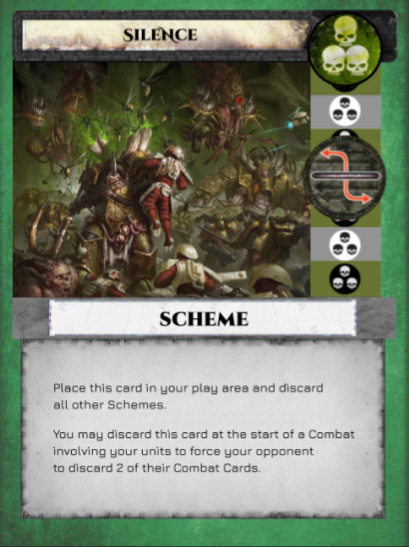 SILENCE
SCHEME
Place this card in your play area and discard
all other Schemes.
You may discard this card at the start of a Combat
involving your units to force your opponent
to discard 2 of their Combat Cards.